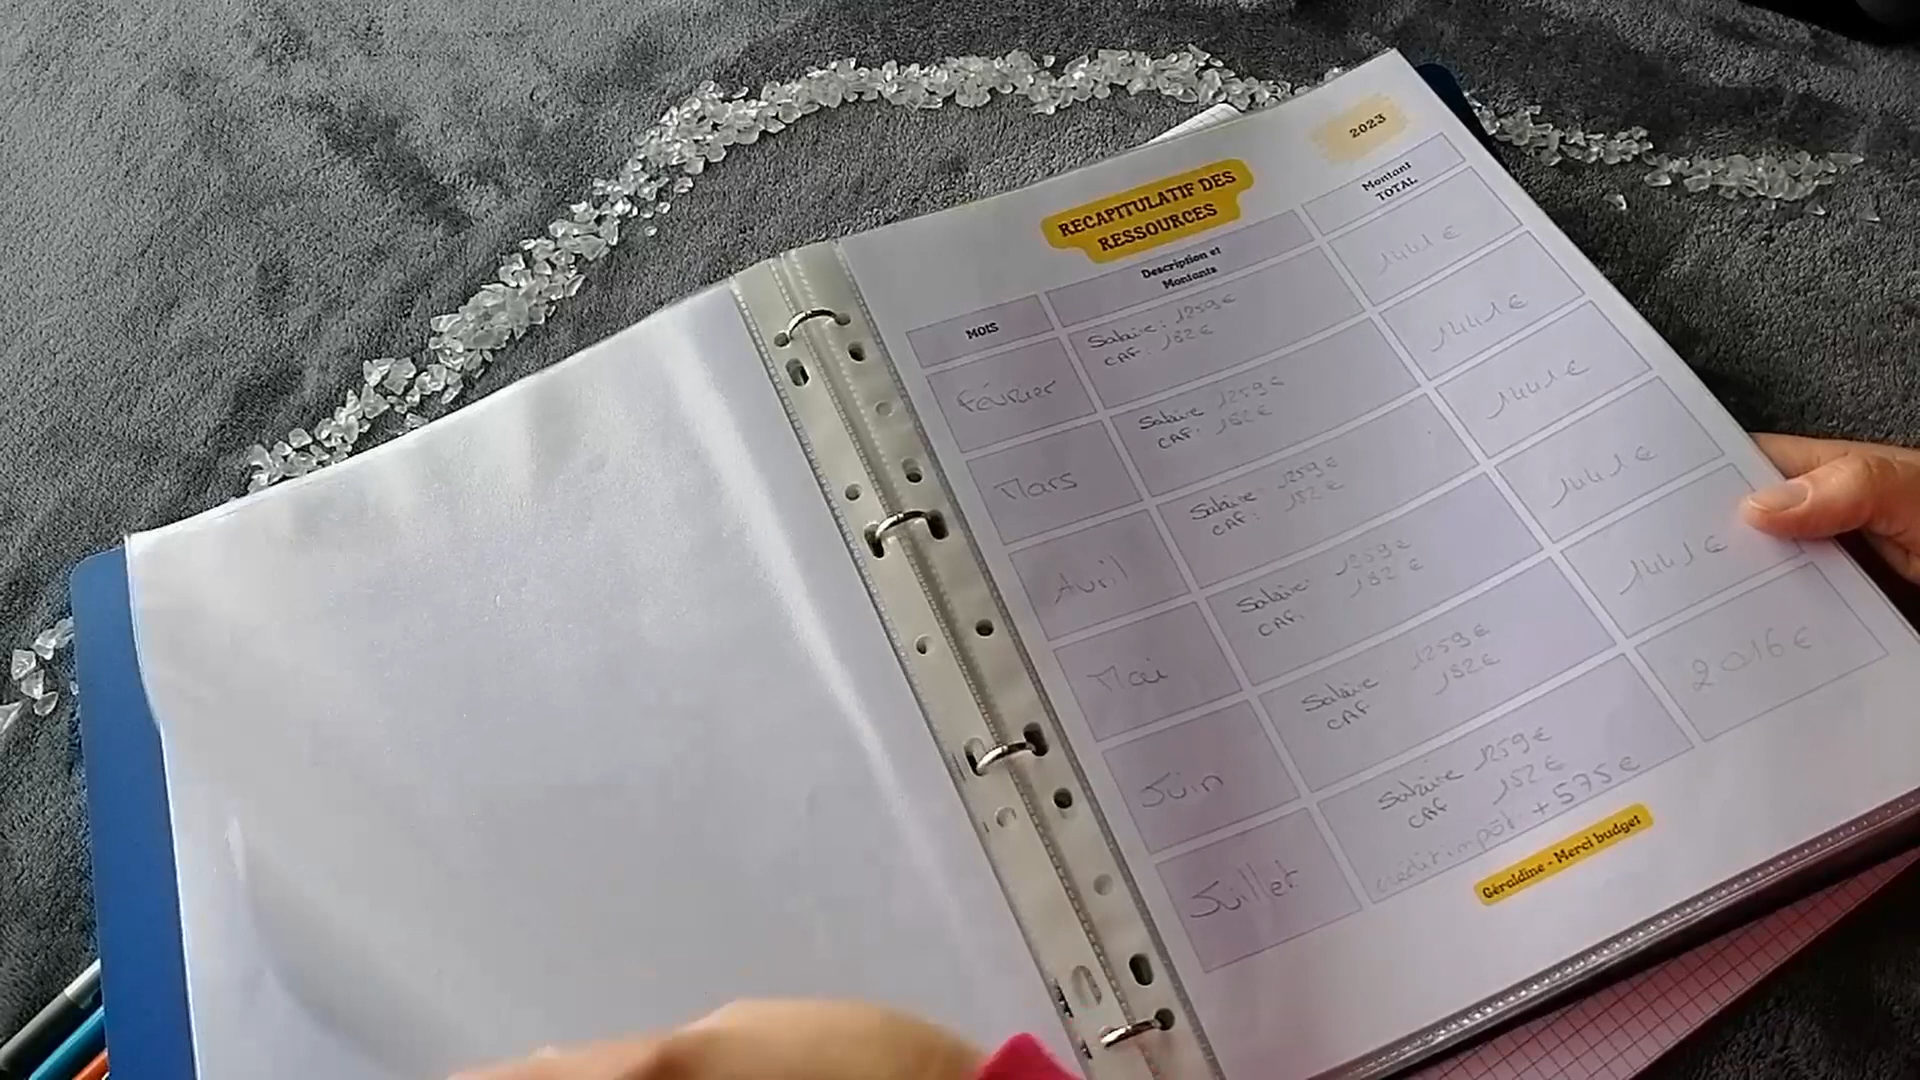 2023
RECAPITULATIF DES
RESSOURCES
MOIS
Description et
Montants
Montant
TOTAL
Février
Salaire: 1259€
CAF: 182€
1441€
Mars
Salaire 1259€
CAF: 182€
1441€
Avril
Salaire 1259€
CAF: 182€
1441€
Mai
Salaire: 1259€
CAF: 182€
1441€
Juin
Salaire 1259€
CAF 182€
1441€
Juillet
Salaire 1259€
CAF 182€
crédit impôt: +575€
2016€
Géraldine - Merci budget